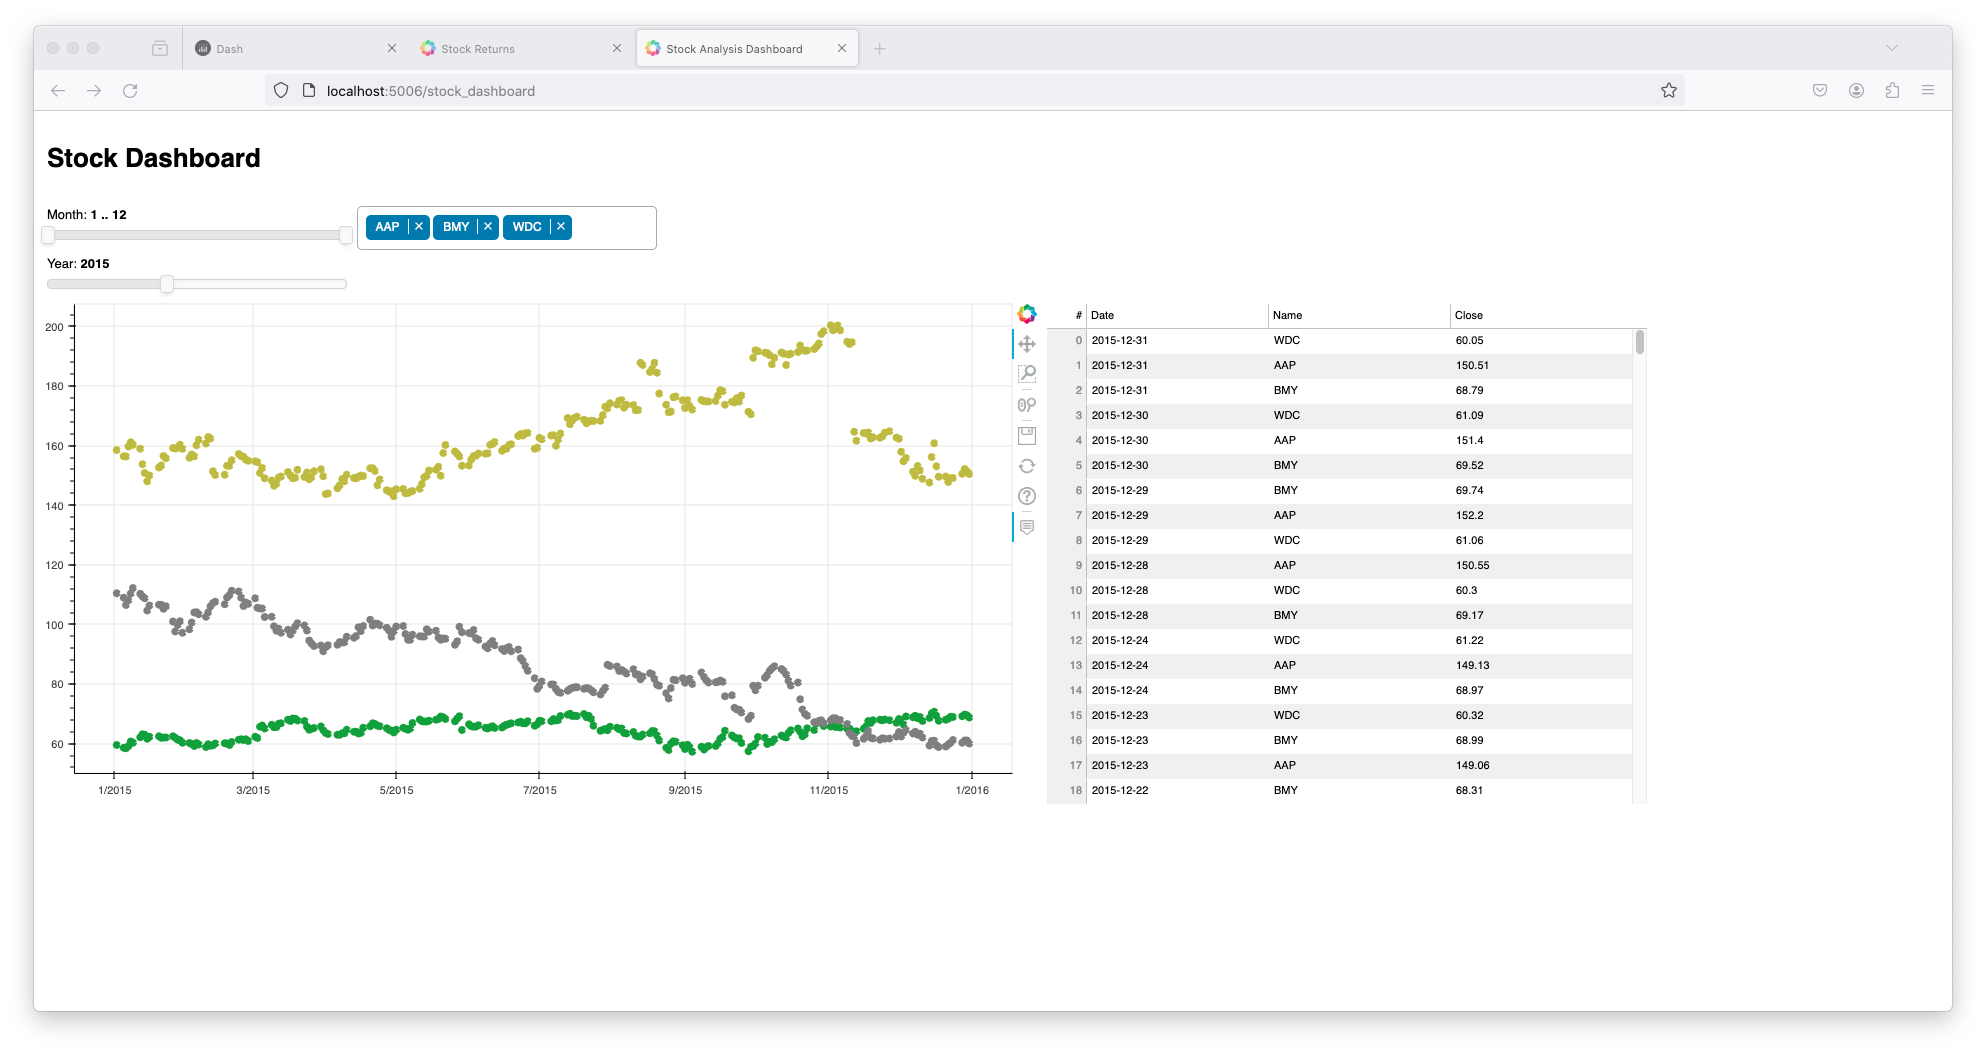 Dash
Stock Returns
Stock Analysis Dashboard
localhost:5006/stock_dashboard
Stock Dashboard
Month: 1 .. 12
AAP BMY WDC
Year: 2015
200
180
160
140
120
100
80
60
1/2015 3/2015 5/2015 7/2015 9/2015 11/2015 1/2016
# Date Name Close
0 2015-12-31 WDC 60.05
1 2015-12-31 AAP 150.51
2 2015-12-31 BMY 68.79
3 2015-12-30 WDC 61.09
4 2015-12-30 AAP 151.4
5 2015-12-30 BMY 69.52
6 2015-12-29 BMY 69.74
7 2015-12-29 AAP 152.2
8 2015-12-29 WDC 61.06
9 2015-12-28 AAP 150.55
10 2015-12-28 WDC 60.3
11 2015-12-28 BMY 69.17
12 2015-12-24 WDC 61.22
13 2015-12-24 AAP 149.13
14 2015-12-24 BMY 68.97
15 2015-12-23 WDC 60.32
16 2015-12-23 BMY 68.99
17 2015-12-23 AAP 149.06
18 2015-12-22 BMY 68.31